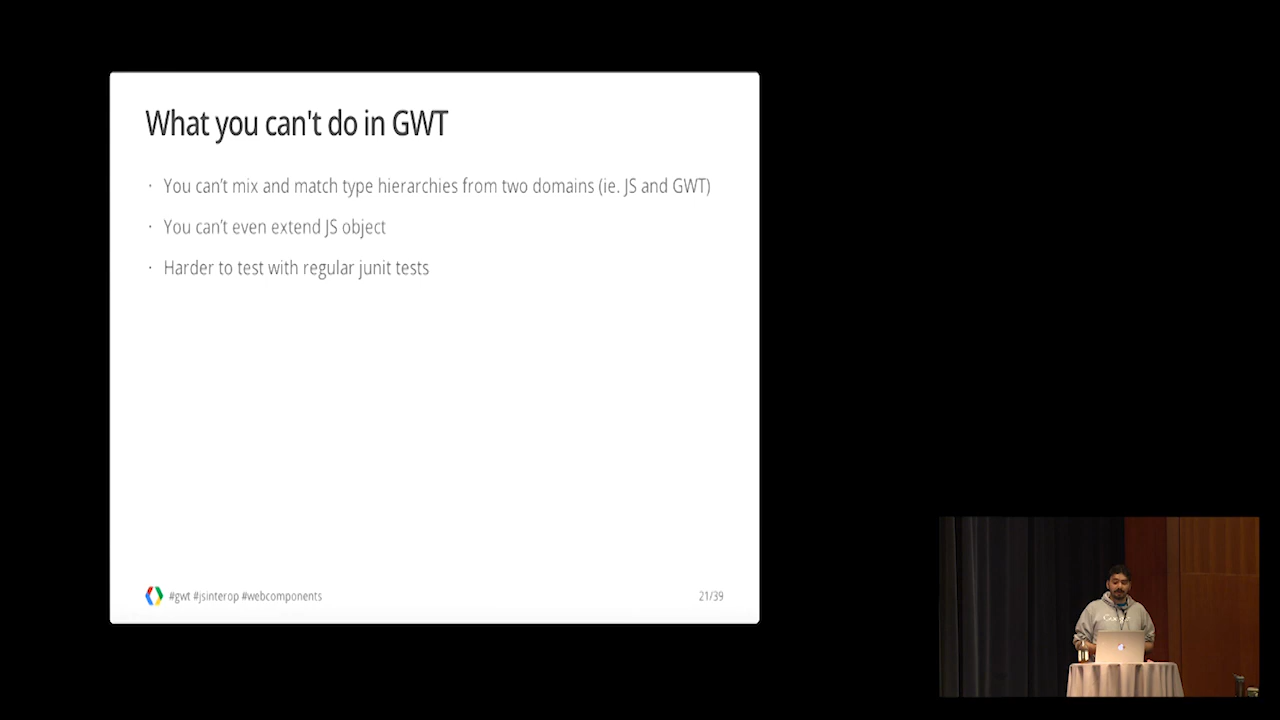 What you can't do in GWT
· You can't mix and match type hierarchies from two domains (ie. JS and GWT)
· You can't even extend JS object
· Harder to test with regular junit tests
#gwt #jsinterop #webcomponents
21/39
Google